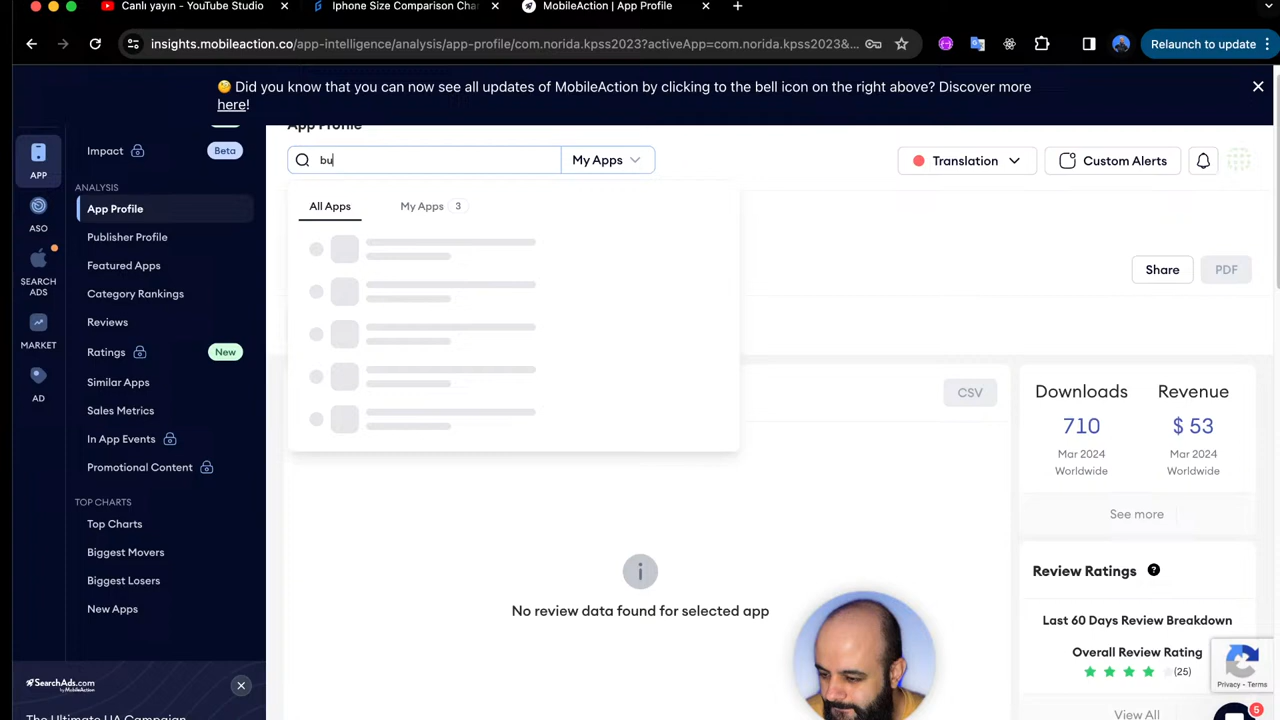 Canlı yayın - YouTube Studio
Iphone Size Comparison Cha
MobileAction | App Profile
insights.mobileaction.co/app-intelligence/analysis/app-profile/com.norida.kpss2023?activeApp=com.norida.kpss2023&...
Relaunch to update
🤔 Did you know that you can now see all updates of MobileAction by clicking to the bell icon on the right above? Discover more
here!
APP
ASO
SEARCH
ADS
MARKET
AD
Impact
Beta
ANALYSIS
App Profile
Publisher Profile
Featured Apps
Category Rankings
Reviews
Ratings
New
Similar Apps
Sales Metrics
In App Events
Promotional Content
TOP CHARTS
Top Charts
Biggest Movers
Biggest Losers
New Apps
SearchAds.com
by MobileAction
The Ultimate UA Campaign
App Profile
bu
My Apps
Translation
Custom Alerts
All Apps
My Apps 3
Share
PDF
CSV
No review data found for selected app
Downloads
Revenue
710
$ 53
Mar 2024
Worldwide
Mar 2024
Worldwide
See more
Review Ratings
Last 60 Days Review Breakdown
Overall Review Rating
(25)
View All
Privacy - Terms
5